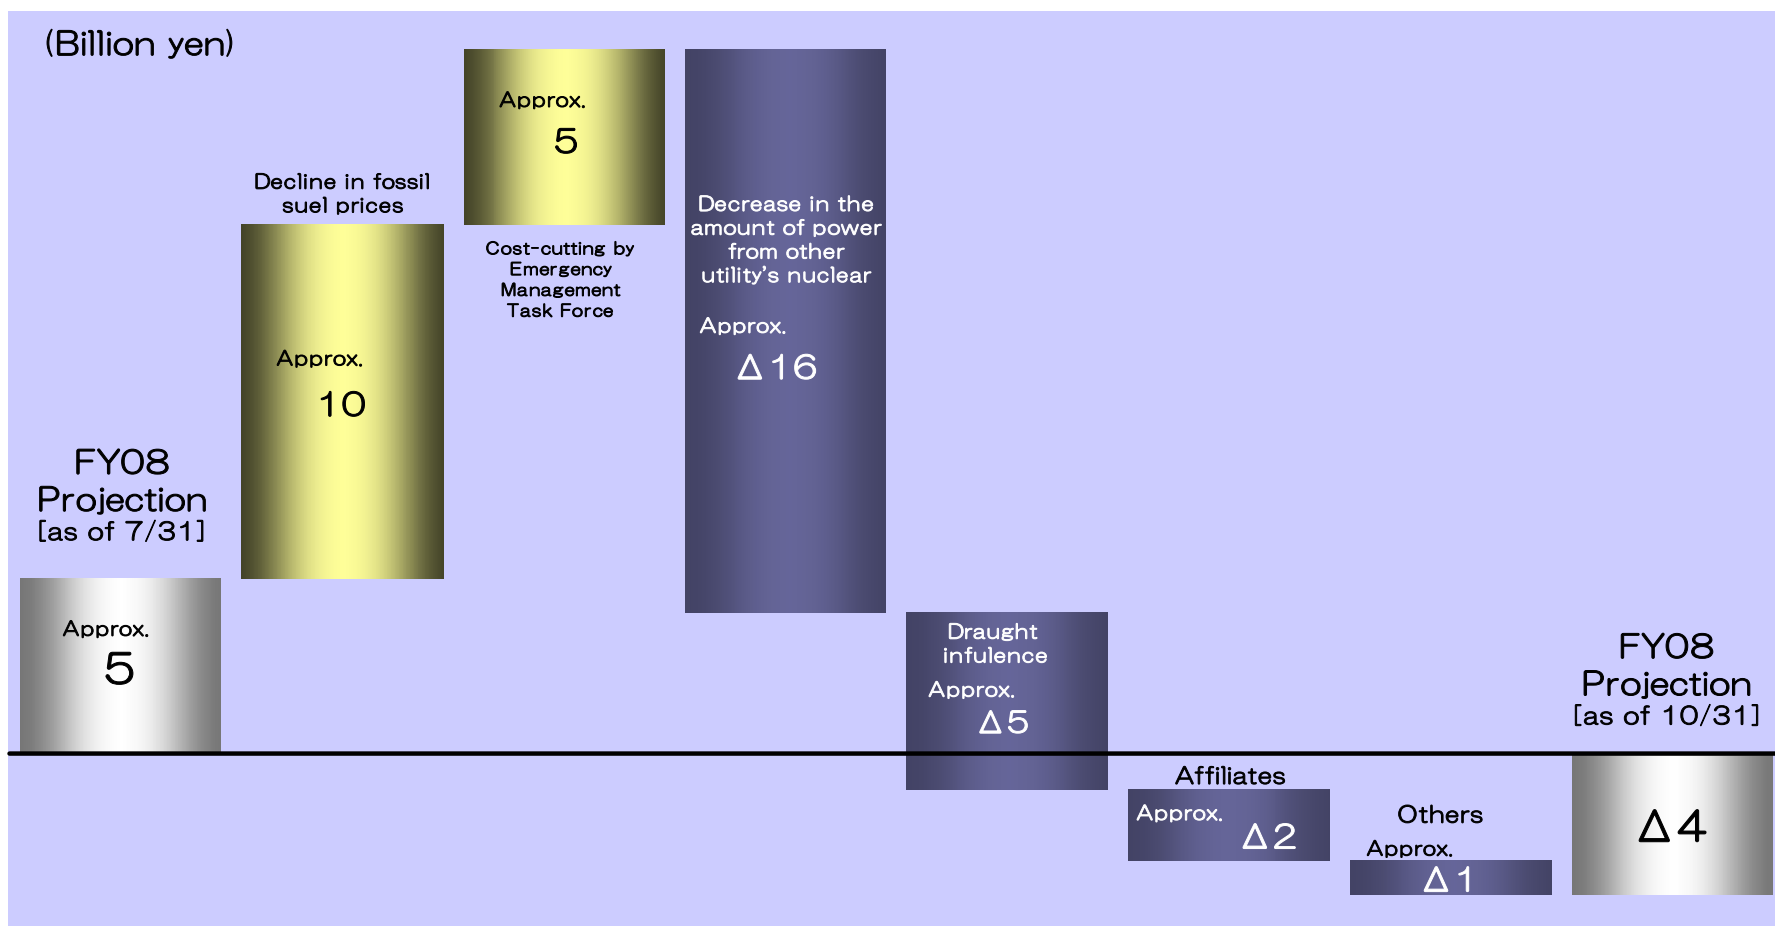 (Billion yen)
FY08
Projection
[as of 7/31]
Approx.
5
Decline in fossil
suel prices
Approx.
10
Approx.
5
Cost-cutting by
Emergency
Management
Task Force
Decrease in the
amount of power
from other
utility’s nuclear
Approx.
Δ16
Draught
infulence
Approx.
Δ5
Affiliates
Approx.
Δ2
Others
Approx.
Δ1
FY08
Projection
[as of 10/31]
Δ4